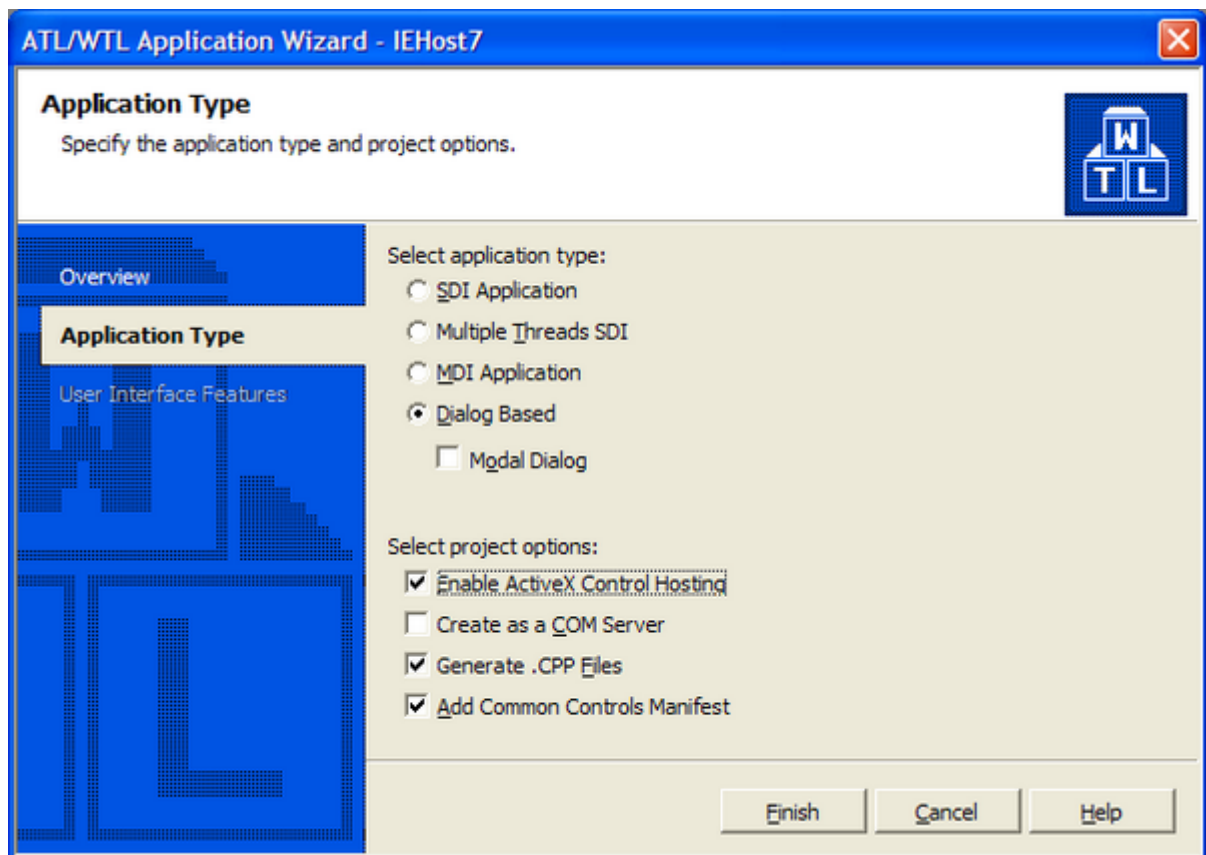 ATL/WTL Application Wizard - IEHost7
Application Type
Specify the application type and project options.
W
T L
Overview
Application Type
User Interface Features
Select application type:
SDI Application
Multiple Threads SDI
MDI Application
Dialog Based
Modal Dialog
Select project options:
Enable ActiveX Control Hosting
Create as a COM Server
Generate .CPP Files
Add Common Controls Manifest
W
L
Finish Cancel Help